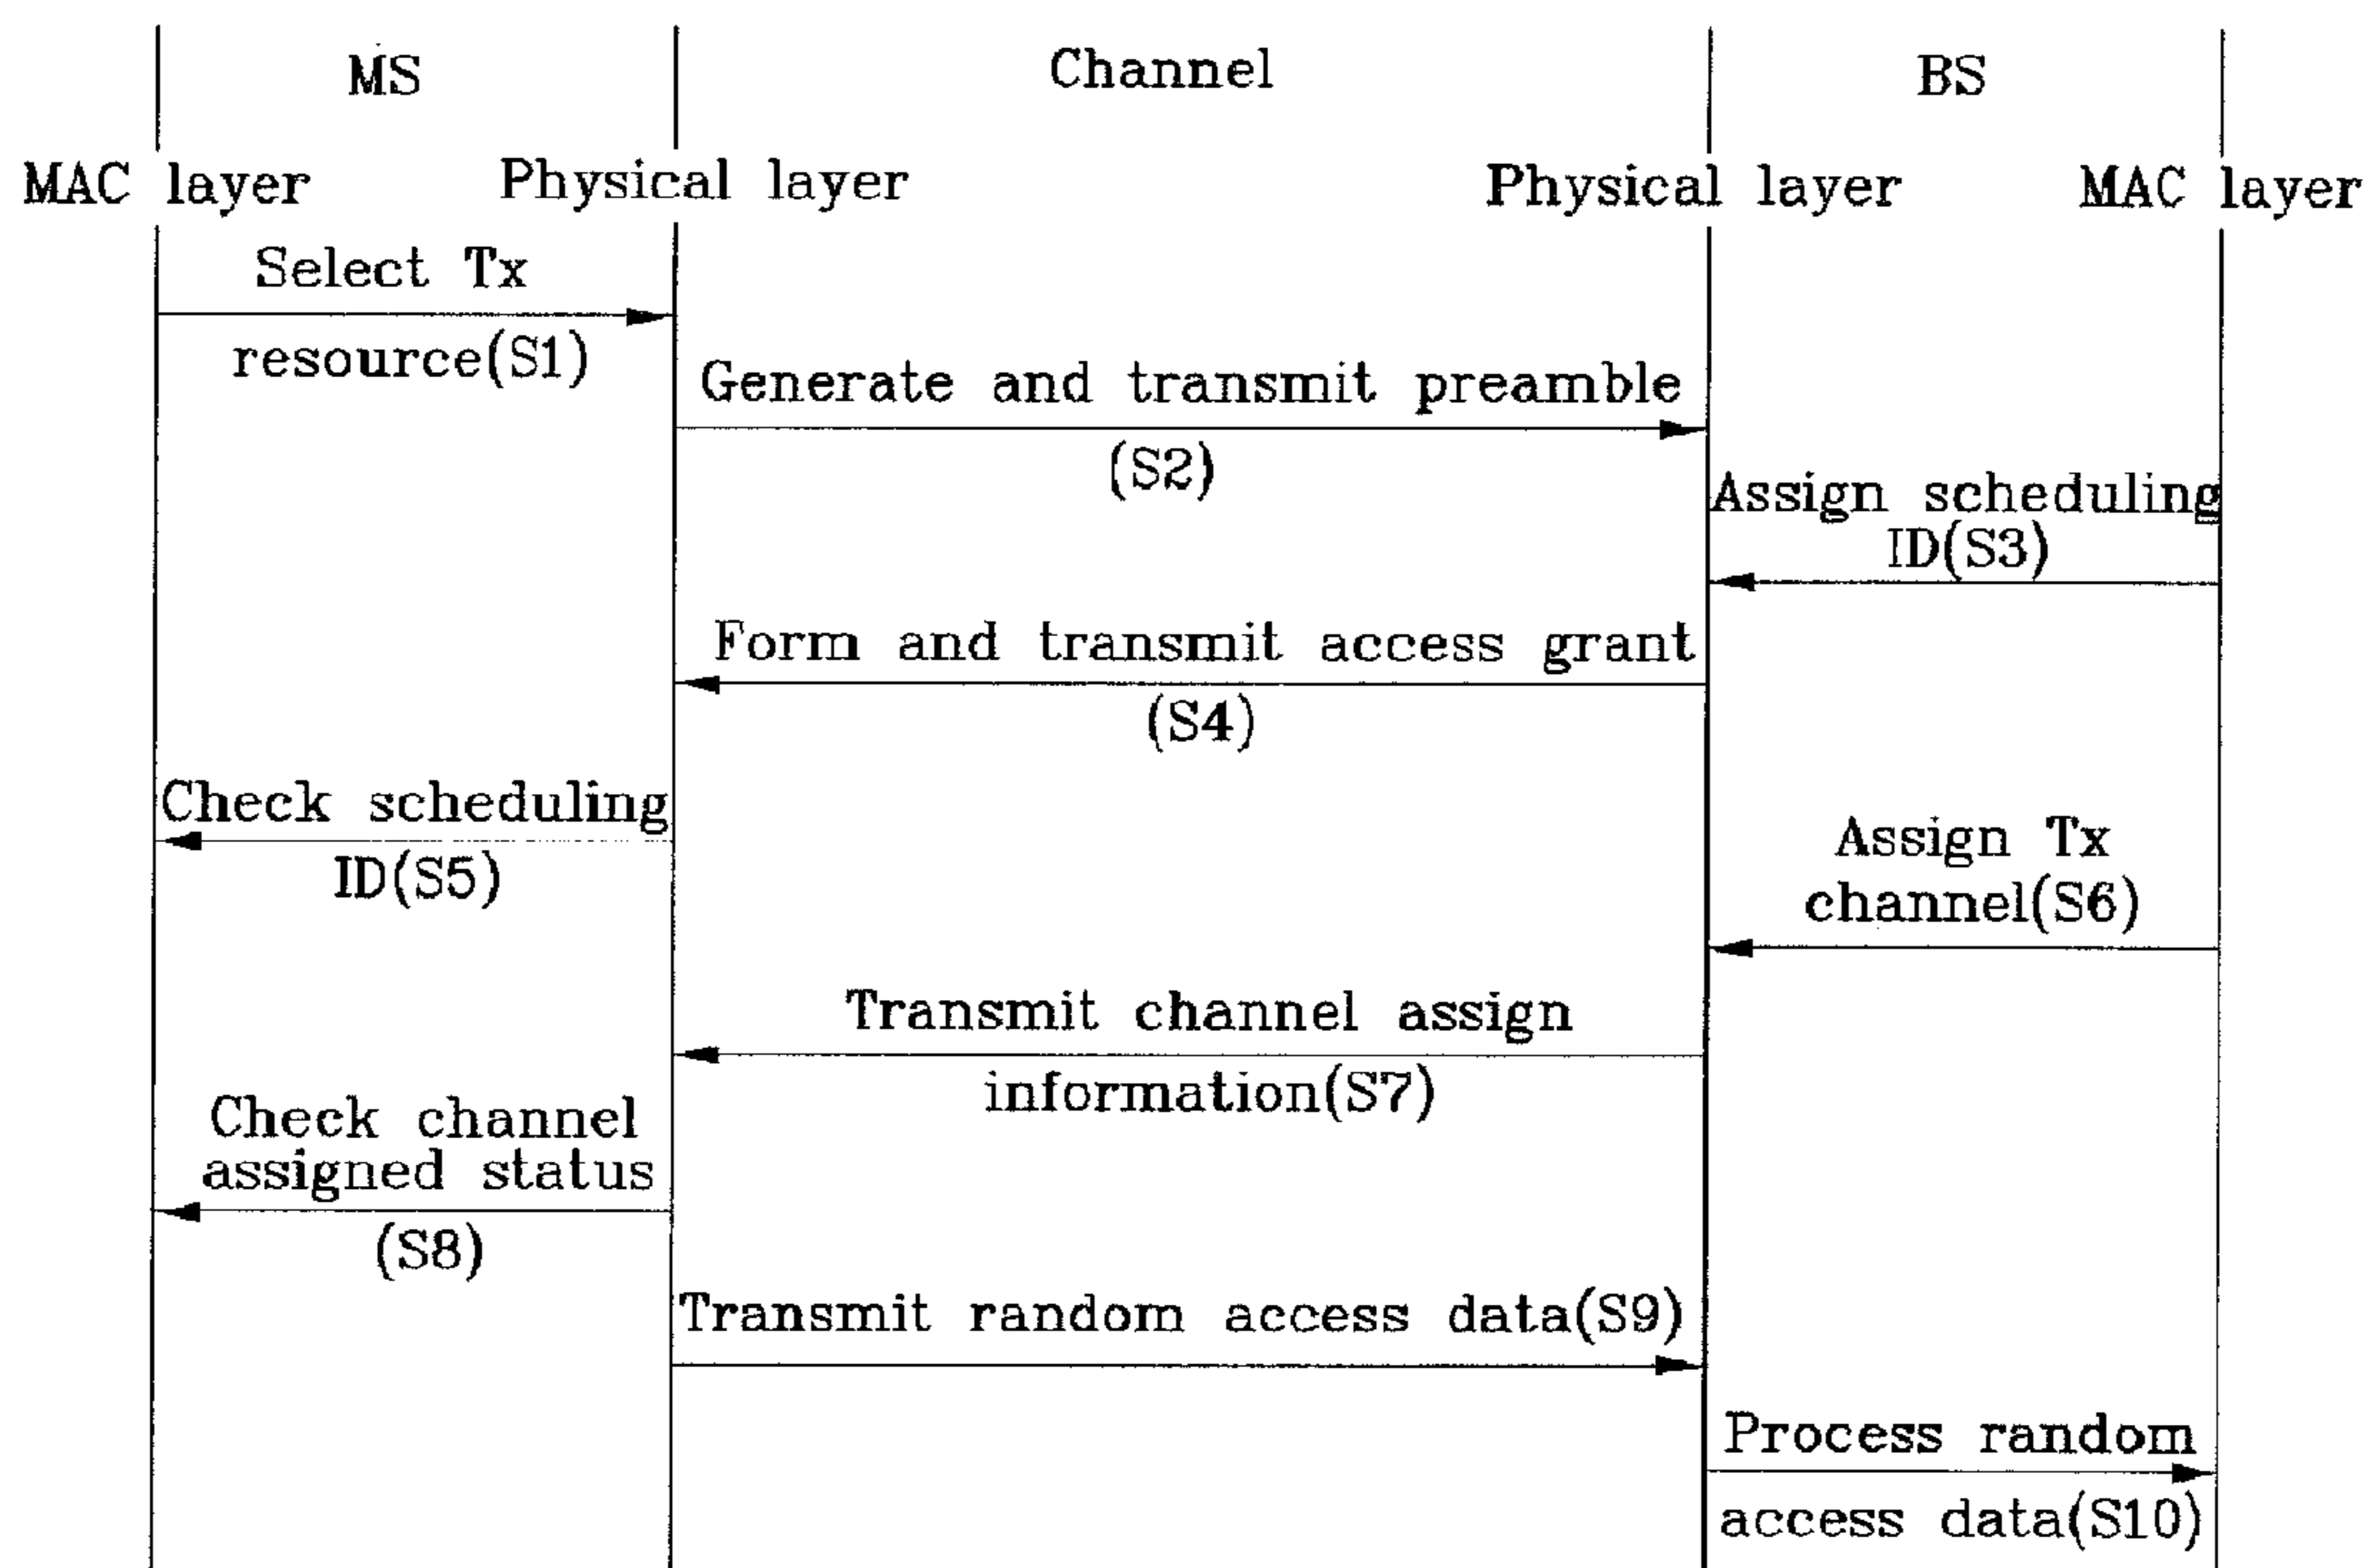 MS
Channel
BS
MAC layer
Physical layer
Physical layer
MAC layer
Select Tx
resource(S1)
Generate and transmit preamble
(S2)
Assign scheduling
ID(S3)
Form and transmit access grant
(S4)
Check scheduling
ID(S5)
Assign Tx
channel(S6)
Transmit channel assign
information(S7)
Check channel
assigned status
(S8)
Transmit random access data(S9)
Process random
access data(S10)